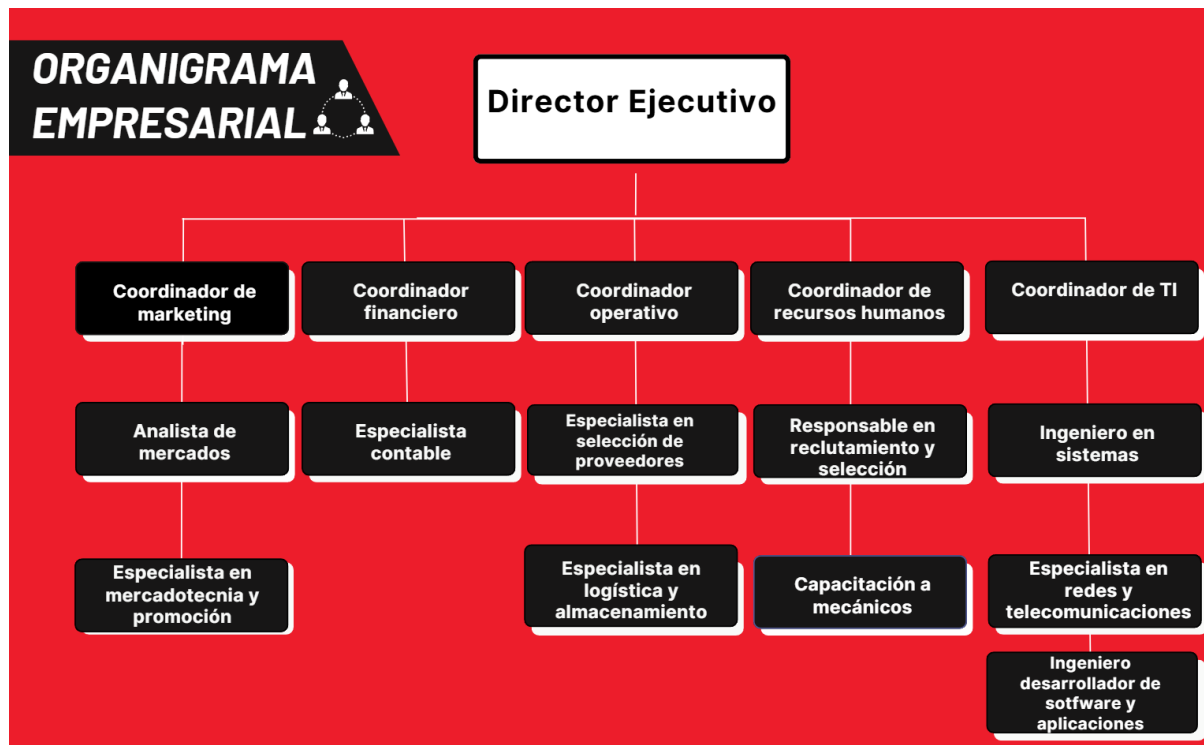 ORGANIGRAMA
EMPRESARIAL
Director Ejecutivo
Coordinador de
marketing
Coordinador
financiero
Coordinador
operativo
Coordinador de
recursos humanos
Coordinador de TI
Analista de
mercados
Especialista
contable
Especialista en
selección de
proveedores
Responsable en
reclutamiento y
selección
Ingeniero en
sistemas
Especialista en
mercadotecnia y
promoción
Especialista en
logística y
almacenamiento
Capacitación a
mecánicos
Especialista en
redes y
telecomunicaciones
Ingeniero
desarrollador de
sotfware y
aplicaciones